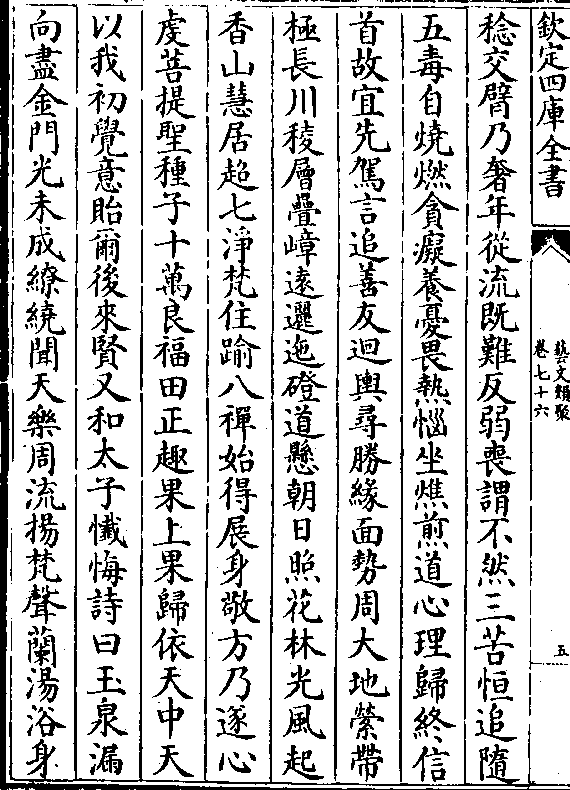 欽定四庫全書
藝文類聚
卷七十六
五
稔交臂乃奢年從流既難反弱喪謂不然三苦恒追隨
五毒自燒燃貪癡養憂畏熱惱坐燋煎道心理歸終信
首故宜先駕言追善友迴輿尋勝緣面勢周大地縈帶
極長川稜層疊嶂遠邐迤磴道懸朝日照花林光風起
香山慧居超七淨梵住踰八禪始得展身敬方乃遂心
虔菩提聖種子十萬良福田正趣果上果歸依天中天
以我初覺意貽爾後來賢又和太子懺悔詩曰玉泉漏
向盡金門光未成繚繞聞天樂周流揚梵聲蘭湯浴身